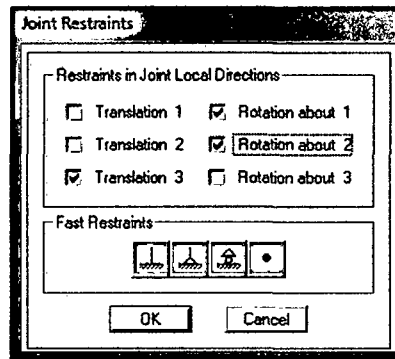 Joint Restraints
Restraints in Joint Local Directions
Translation 1 Rotation about 1
Translation 2 Rotation about 2
Translation 3 Rotation about 3
Fast Restraints
OK Cancel